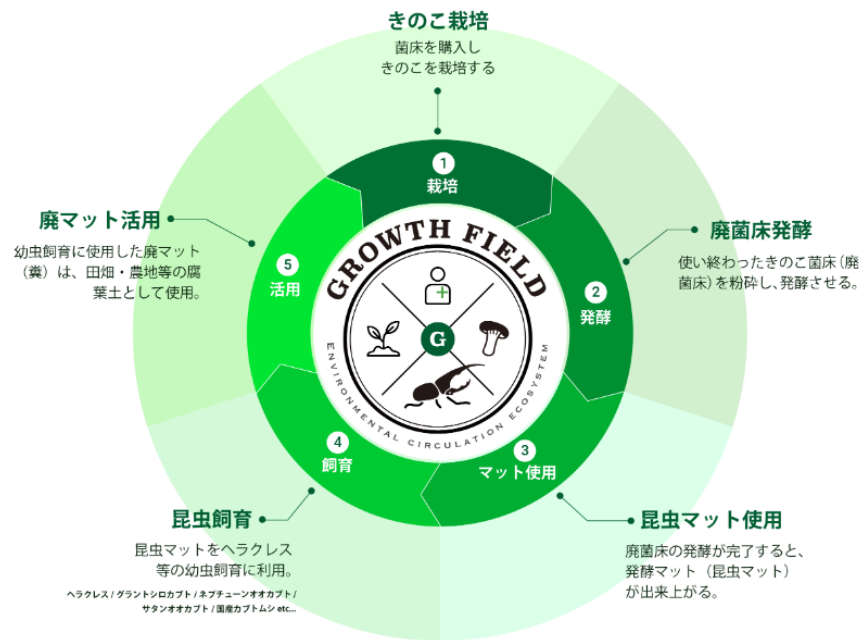 きのこ栽培
菌床を購入し
きのこを栽培する
1
栽培
廃菌床発酵
使い終わったきのこ菌床（廃
菌床）を粉砕し、発酵させる。
2
発酵
昆虫マット使用
廃菌床の発酵が完了すると、
発酵マット（昆虫マット）
が出来上がる。
3
マット使用
昆虫飼育
昆虫マットをヘラクレス
等の幼虫飼育に利用。
ヘラクレス / グラントシロカブト / ネプチューンオオカブト /
サタンオオカブト / 国産カブトムシ etc...
4
飼育
廃マット活用
幼虫飼育に使用した廃マット
（糞）は、田畑・農地等の腐
葉土として使用。
5
活用
GROWTH FIELD
G
ENVIRONMENTAL CIRCULATION ECOSYSTEM